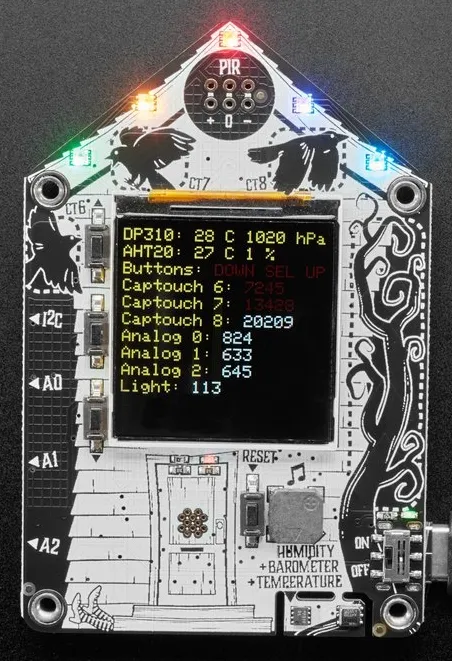 PIR
+ 0 -
CT7 CT8
CT6
DP310: 28 C 1020 hPa
AHT20: 27 C 1 %
Buttons: DOWN SEL UP
Captouch 6: 7245
Captouch 7: 13428
Captouch 8: 20209
Analog 0: 824
Analog 1: 633
Analog 2: 645
Light: 113
I2C
A0
A1
A2
RESET
HUMIDITY
+BAROMETER
+TEMPERATURE
ON
OFF